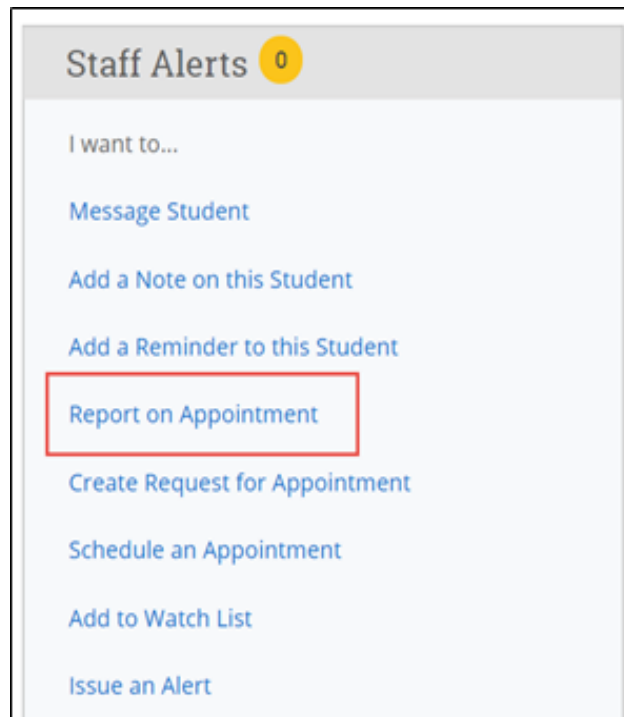 Staff Alerts 0
I want to...
Message Student
Add a Note on this Student
Add a Reminder to this Student
Report on Appointment
Create Request for Appointment
Schedule an Appointment
Add to Watch List
Issue an Alert